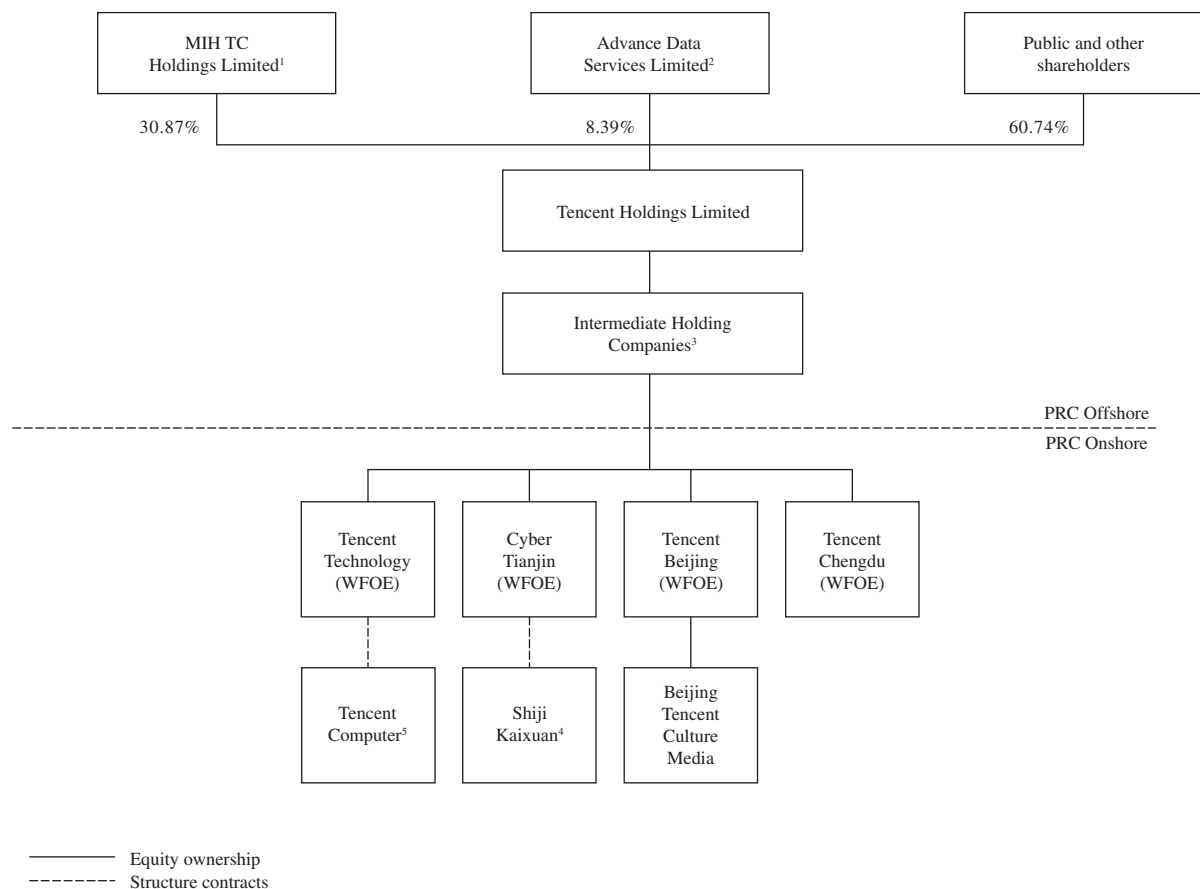 MIH TC
Holdings Limited¹
Advance Data
Services Limited²
Public and other
shareholders
30.87%
8.39%
60.74%
Tencent Holdings Limited
Intermediate Holding
Companies³
PRC Offshore
PRC Onshore
Tencent
Technology
(WFOE)
Cyber
Tianjin
(WFOE)
Tencent
Beijing
(WFOE)
Tencent
Chengdu
(WFOE)
Tencent
Computer⁵
Shiji
Kaixuan⁴
Beijing
Tencent
Culture
Media
Equity ownership
Structure contracts